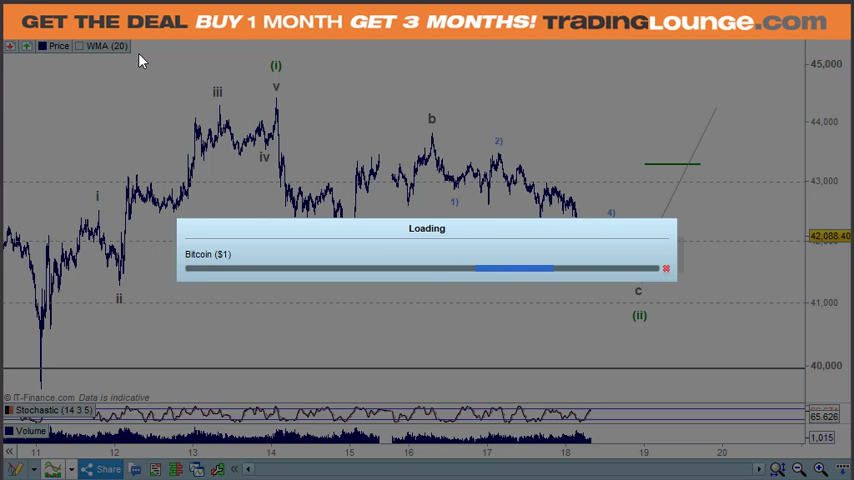 GET THE DEAL BUY 1 MONTH GET 3 MONTHS! TRADINGLOUNGE.com
Price WMA (20)
45,000
(i)
iii
v
44,000
b
iv
2)
43,000
i
1)
4)
42,088.40
Loading
Bitcoin ($1)
ii
c
41,000
(ii)
40,000
© IT-Finance.com Data is indicative
Stochastic (14 3 5)
65.626
Volume
1,015
11 12 13 14 15 16 17 18 19 20
Share